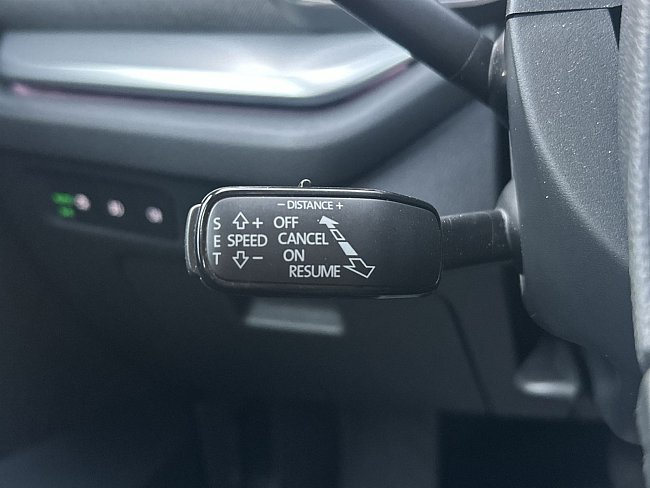 − DISTANCE +
S + OFF
E SPEED CANCEL
T − ON
RESUME